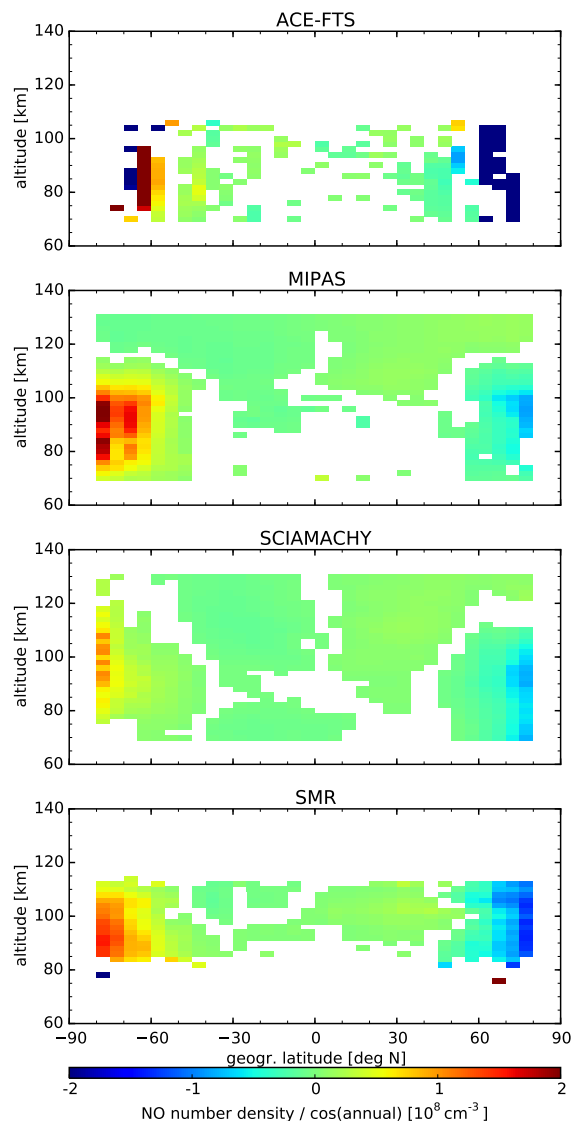 ACE-FTS
140
120
100
80
60
altitude [km]
MIPAS
140
120
100
80
60
altitude [km]
SCIAMACHY
140
120
100
80
60
altitude [km]
SMR
140
120
100
80
60
altitude [km]
−90 −60 −30 0 30 60 90
geogr. latitude [deg N]
-2 -1 0 1 2
NO number density / cos(annual) [10⁸ cm⁻³]